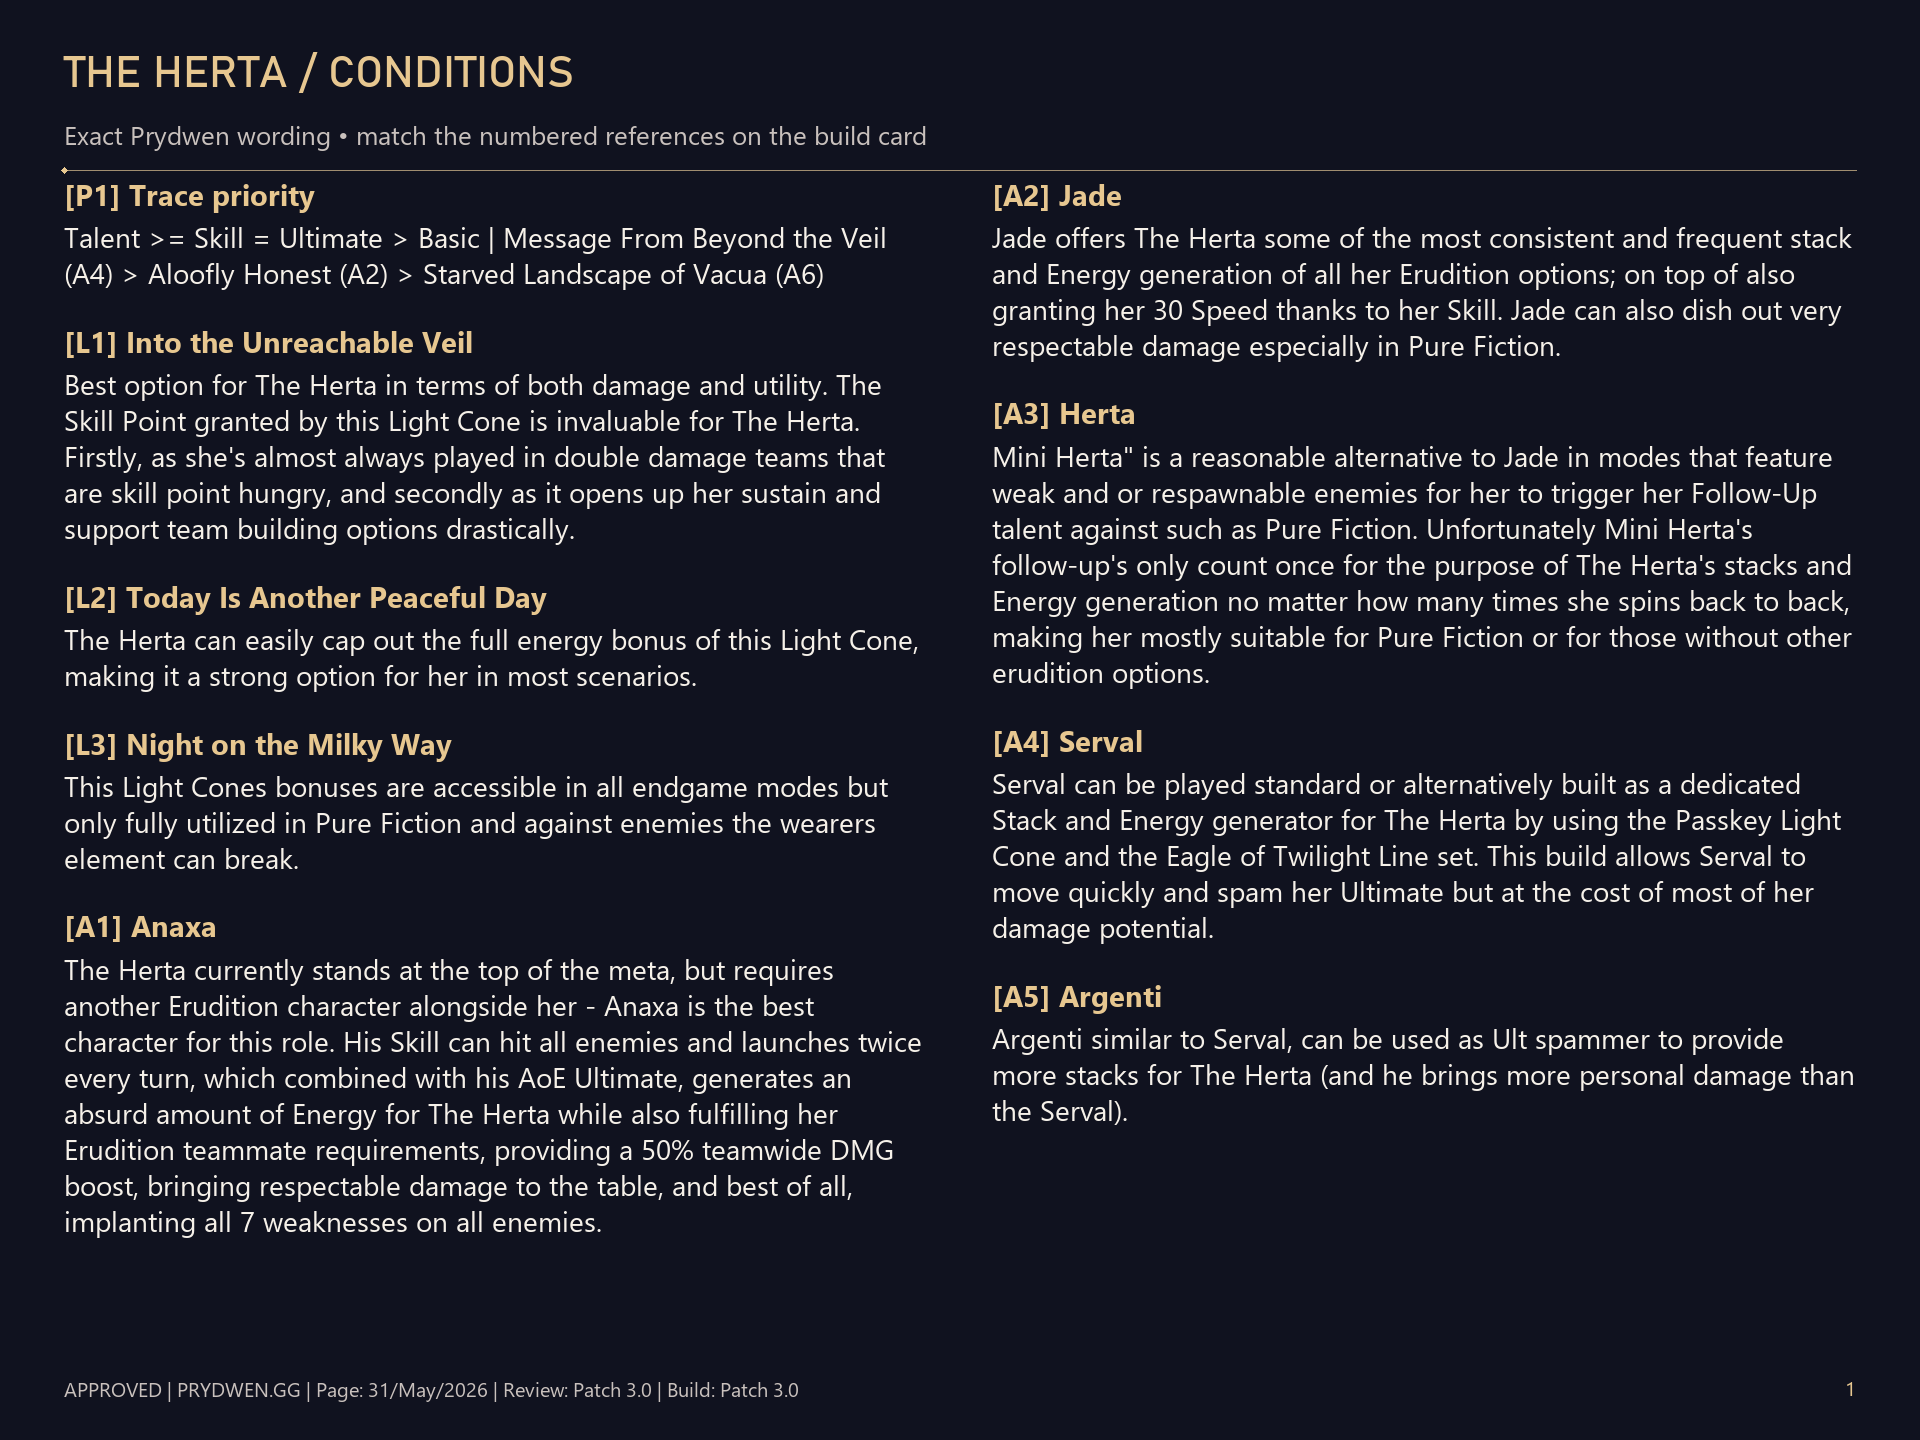 THE HERTA / CONDITIONS
Exact Prydwen wording • match the numbered references on the build card
[P1] Trace priority
Talent >= Skill = Ultimate > Basic | Message From Beyond the Veil
(A4) > Aloofly Honest (A2) > Starved Landscape of Vacua (A6)
[L1] Into the Unreachable Veil
Best option for The Herta in terms of both damage and utility. The
Skill Point granted by this Light Cone is invaluable for The Herta.
Firstly, as she's almost always played in double damage teams that
are skill point hungry, and secondly as it opens up her sustain and
support team building options drastically.
[L2] Today Is Another Peaceful Day
The Herta can easily cap out the full energy bonus of this Light Cone,
making it a strong option for her in most scenarios.
[L3] Night on the Milky Way
This Light Cones bonuses are accessible in all endgame modes but
only fully utilized in Pure Fiction and against enemies the wearers
element can break.
[A1] Anaxa
The Herta currently stands at the top of the meta, but requires
another Erudition character alongside her - Anaxa is the best
character for this role. His Skill can hit all enemies and launches twice
every turn, which combined with his AoE Ultimate, generates an
absurd amount of Energy for The Herta while also fulfilling her
Erudition teammate requirements, providing a 50% teamwide DMG
boost, bringing respectable damage to the table, and best of all,
implanting all 7 weaknesses on all enemies.
[A2] Jade
Jade offers The Herta some of the most consistent and frequent stack
and Energy generation of all her Erudition options; on top of also
granting her 30 Speed thanks to her Skill. Jade can also dish out very
respectable damage especially in Pure Fiction.
[A3] Herta
Mini Herta" is a reasonable alternative to Jade in modes that feature
weak and or respawnable enemies for her to trigger her Follow-Up
talent against such as Pure Fiction. Unfortunately Mini Herta's
follow-up's only count once for the purpose of The Herta's stacks and
Energy generation no matter how many times she spins back to back,
making her mostly suitable for Pure Fiction or for those without other
erudition options.
[A4] Serval
Serval can be played standard or alternatively built as a dedicated
Stack and Energy generator for The Herta by using the Passkey Light
Cone and the Eagle of Twilight Line set. This build allows Serval to
move quickly and spam her Ultimate but at the cost of most of her
damage potential.
[A5] Argenti
Argenti similar to Serval, can be used as Ult spammer to provide
more stacks for The Herta (and he brings more personal damage than
the Serval).
APPROVED | PRYDWEN.GG | Page: 31/May/2026 | Review: Patch 3.0 | Build: Patch 3.0
1